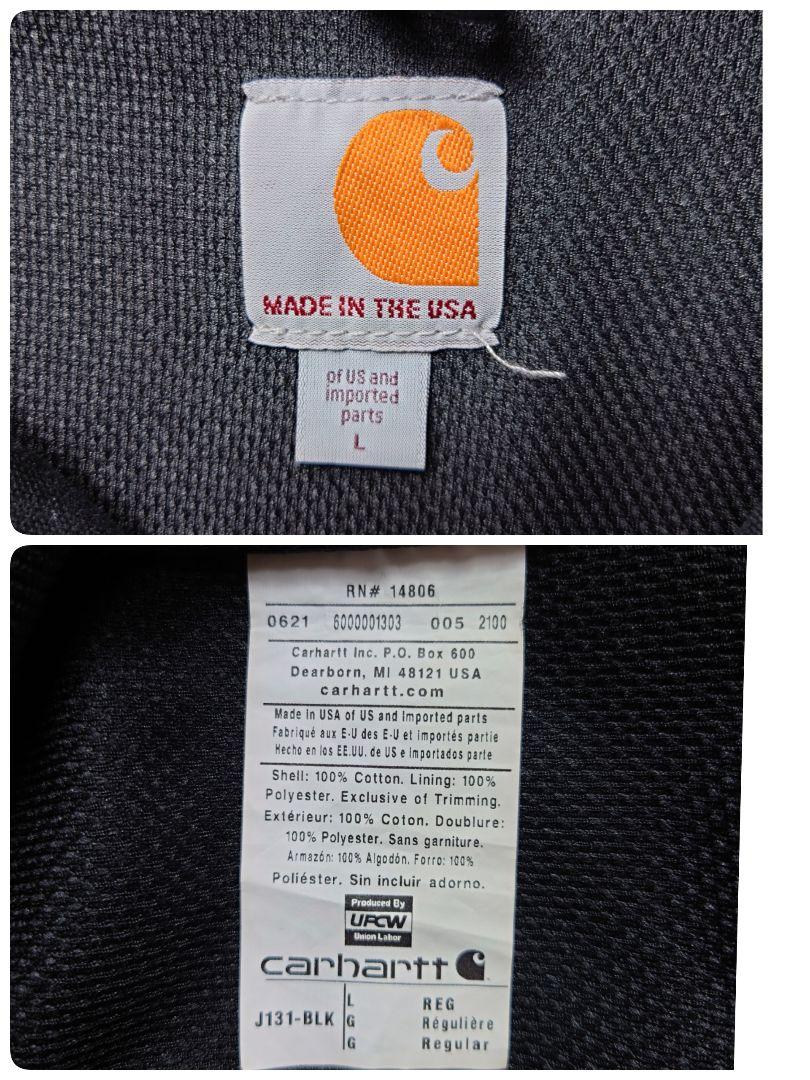 MADE IN THE USA
of US and
imported
parts
L
RN# 14806
0621 6000001303 005 2100
Carhartt Inc. P.O. Box 600
Dearborn, MI 48121 USA
carhartt.com
Made in USA of US and Imported parts
Fabriqué aux E-U des E-U et importés partie
Hecho en los EE.UU. de US e importados parte
Shell: 100% Cotton. Lining: 100%
Polyester. Exclusive of Trimming.
Extérieur: 100% Coton. Doublure:
100% Polyester. Sans garniture.
Armazón: 100% Algodón. Forro: 100%
Poliéster. Sin incluir adorno.
Produced By
UFCW
Union Labor
carhartt
L REG
J131-BLK G Régulière
G Regular